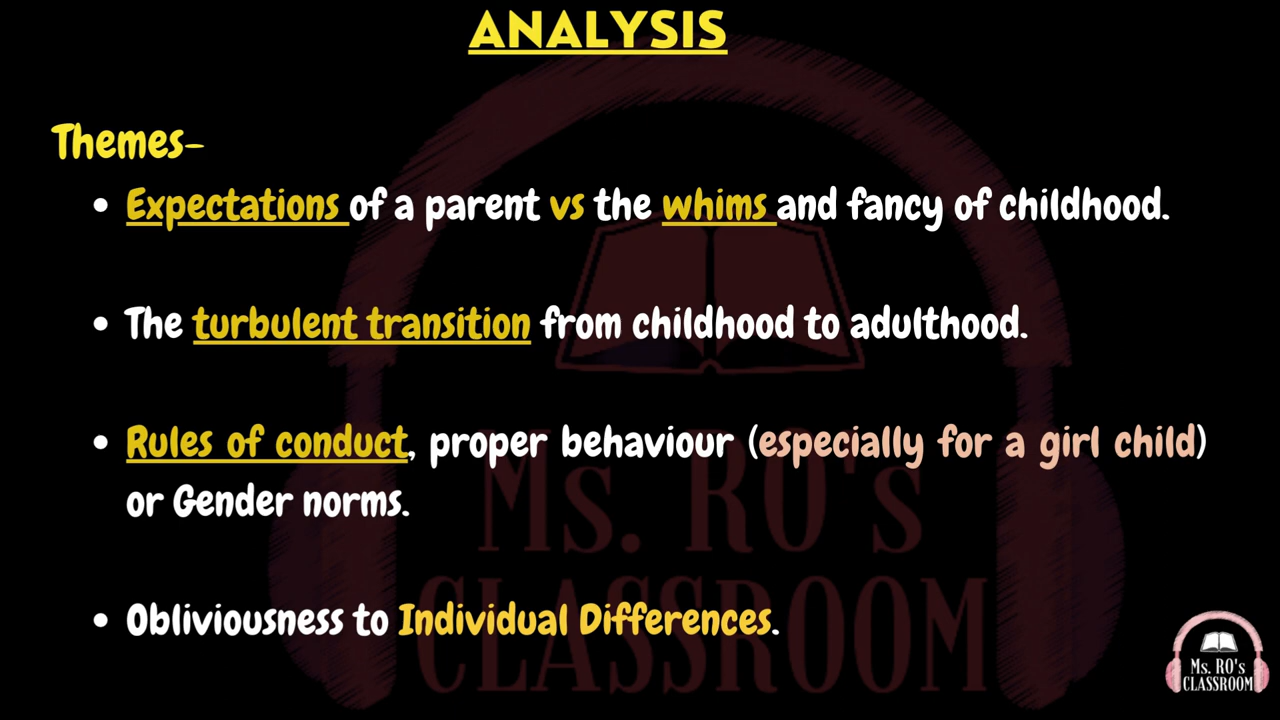 ANALYSIS
Themes-
• Expectations of a parent vs the whims and fancy of childhood.
• The turbulent transition from childhood to adulthood.
• Rules of conduct, proper behaviour (especially for a girl child)
or Gender norms.
• Obliviousness to Individual Differences.
Ms. RO's
CLASSROOM
Ms. RO's
CLASSROOM